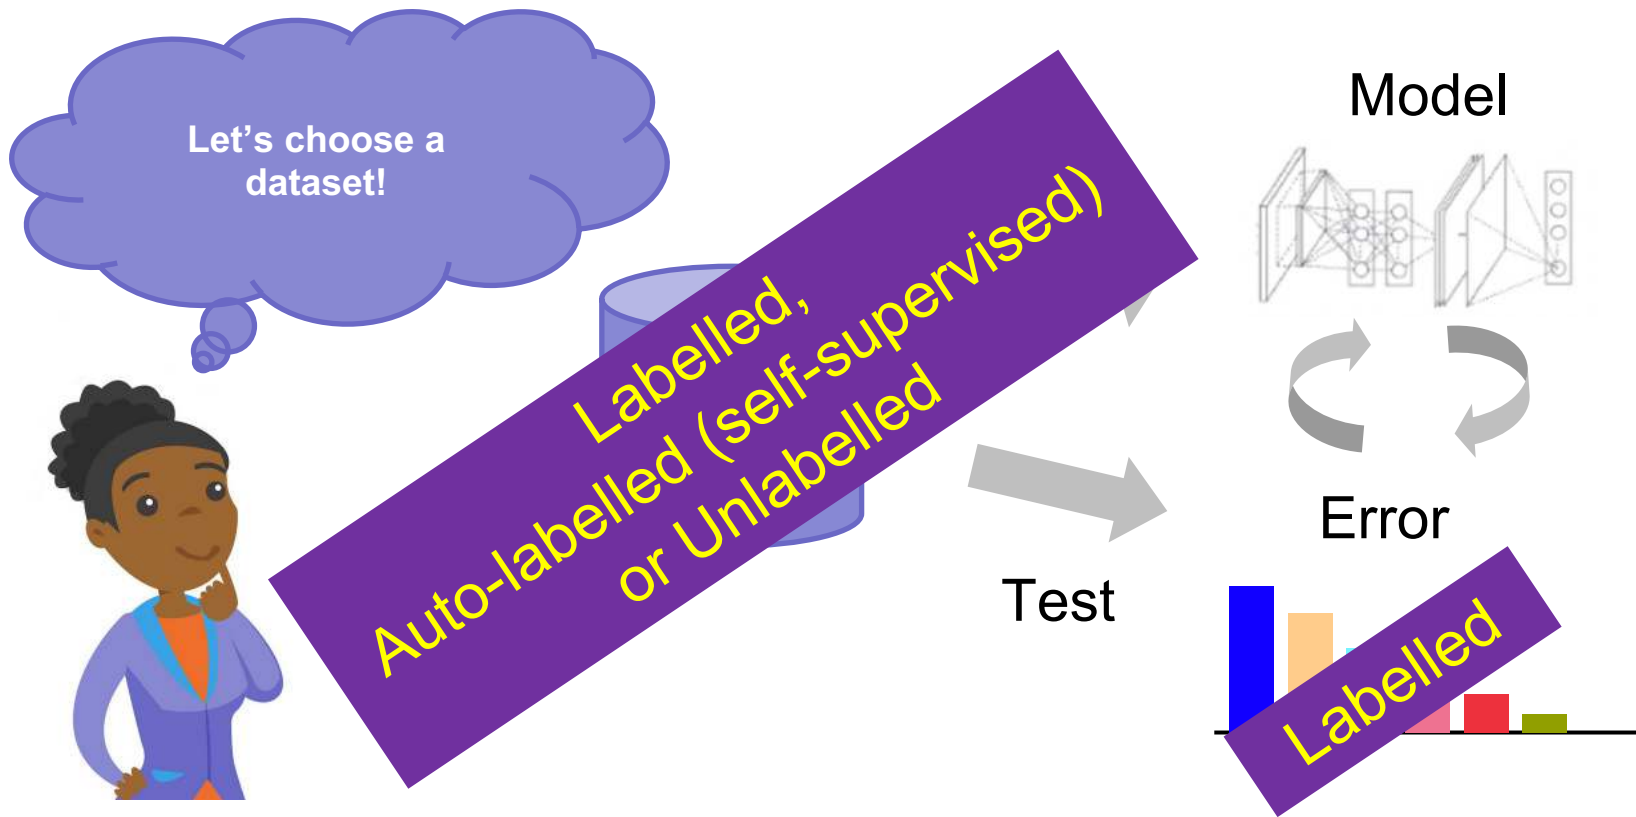 Let’s choose a
dataset!
Labelled,
Auto-labelled (self-supervised)
or Unlabelled
Model
Error
Test
Labelled